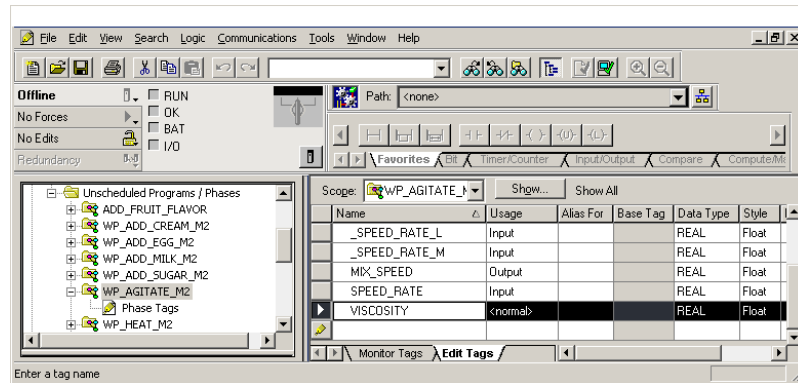 File Edit View Search Logic Communications Tools Window Help
Offline
RUN
No Forces
OK
No Edits
BAT
I/O
Redundancy
Path: <none>
Favorites Bit Timer/Counter Input/Output Compare
Unscheduled Programs / Phases
ADD_FRUIT_FLAVOR
WP_ADD_CREAM_M2
WP_ADD_EGG_M2
WP_ADD_MILK_M2
WP_ADD_SUGAR_M2
WP_AGITATE_M2
Phase Tags
WP_HEAT_M2
Scope: WP_AGITATE_ Show... Show All
Name Usage Alias For Base Tag Data Type Style
_SPEED_RATE_L Input REAL Float
_SPEED_RATE_M Input REAL Float
MIX_SPEED Output REAL Float
SPEED_RATE Input REAL Float
VISCOSITY <normal> REAL Float
Monitor Tags Edit Tags
Enter a tag name